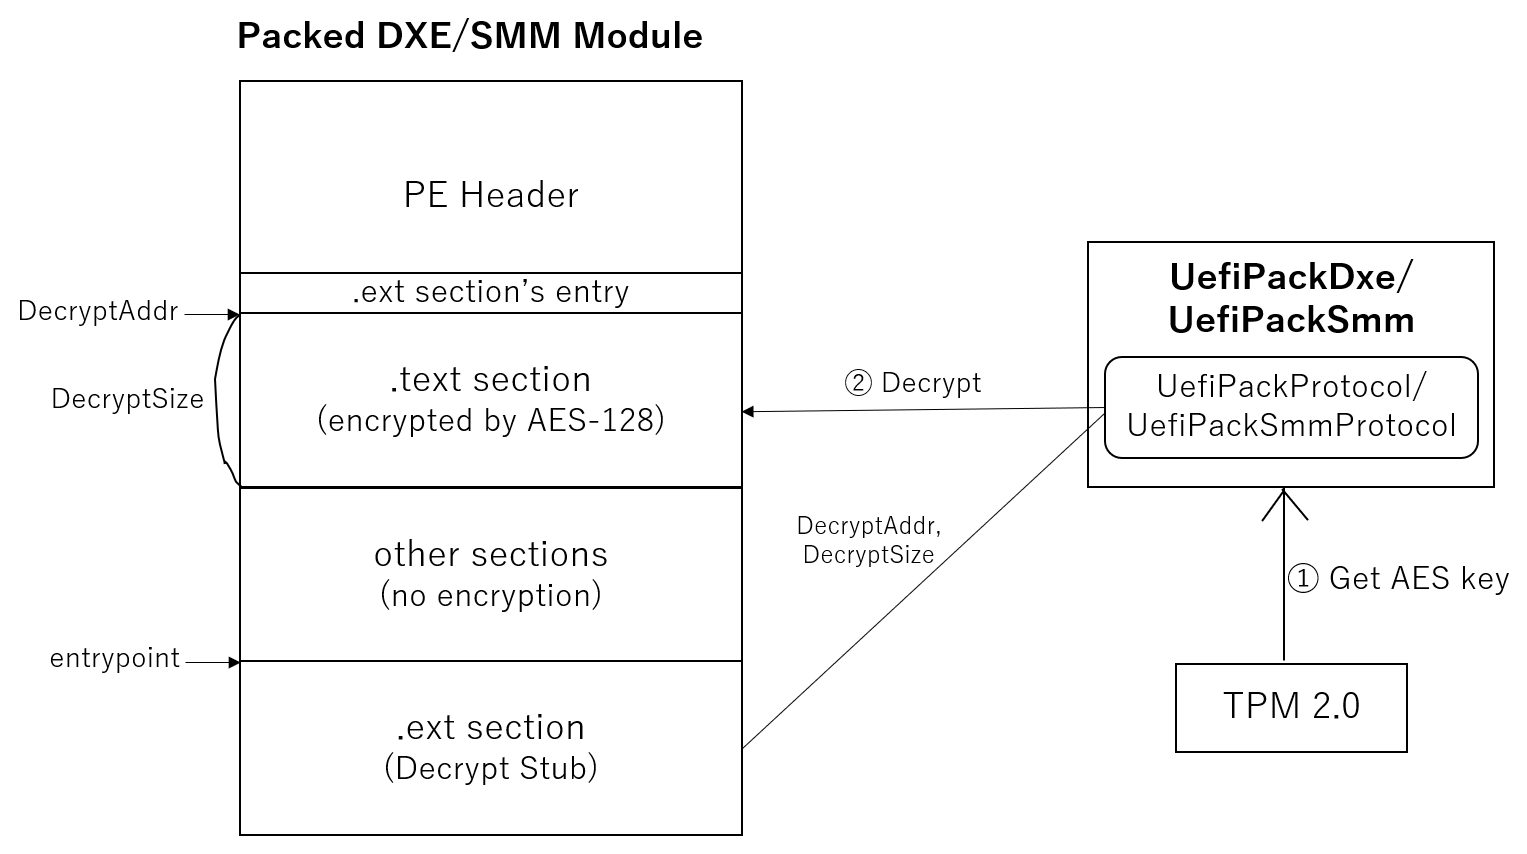 Packed DXE/SMM Module
PE Header
.ext section's entry
DecryptAddr
.text section
(encrypted by AES-128)
DecryptSize
other sections
(no encryption)
entrypoint
.ext section
(Decrypt Stub)
② Decrypt
DecryptAddr,
DecryptSize
UefiPackDxe/
UefiPackSmm
UefiPackProtocol/
UefiPackSmmProtocol
① Get AES key
TPM 2.0